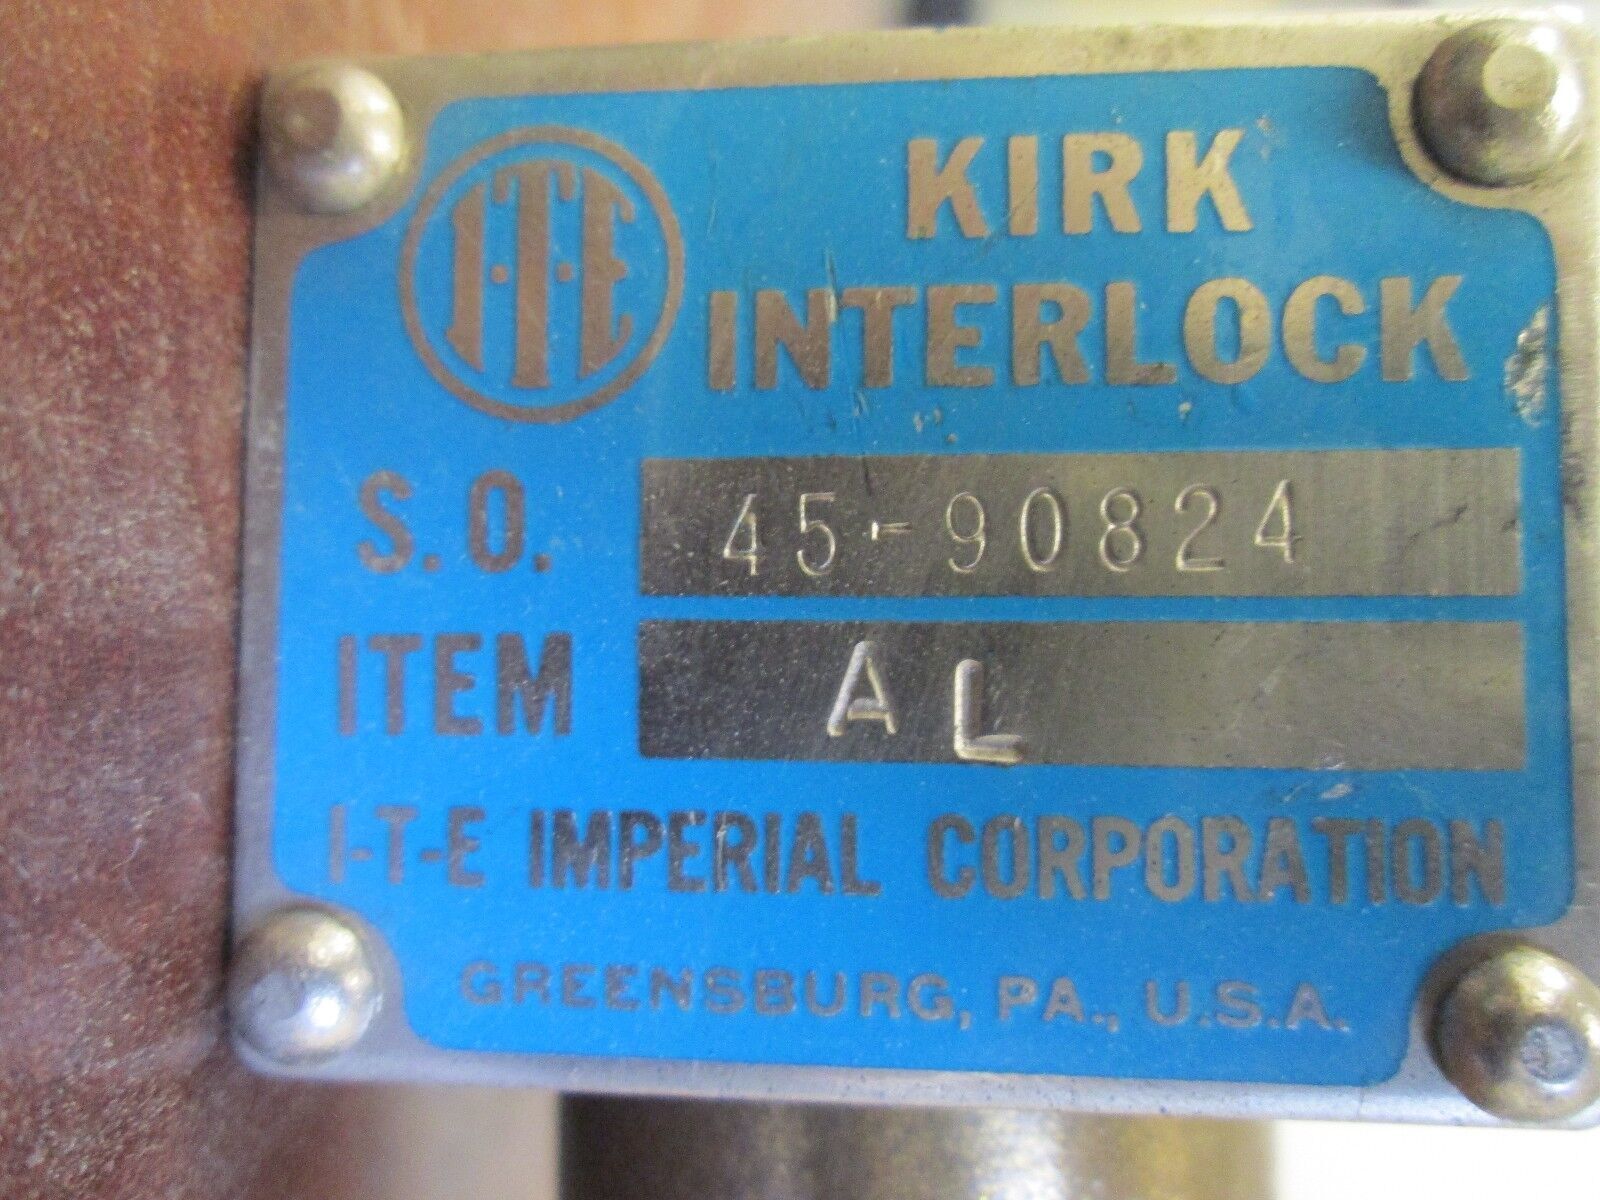 I·T·E
KIRK
INTERLOCK
S.O. 45-90824
ITEM AL
I-T-E IMPERIAL CORPORATION
GREENSBURG, PA., U.S.A.